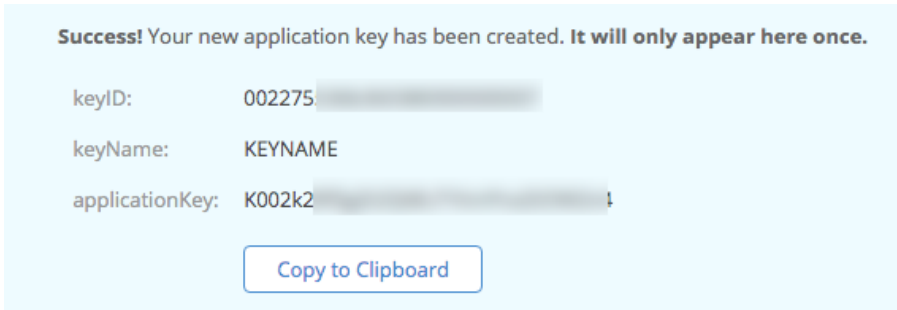 Success! Your new application key has been created. It will only appear here once.
keyID: 002275
keyName: KEYNAME
applicationKey: K002k2 4
Copy to Clipboard